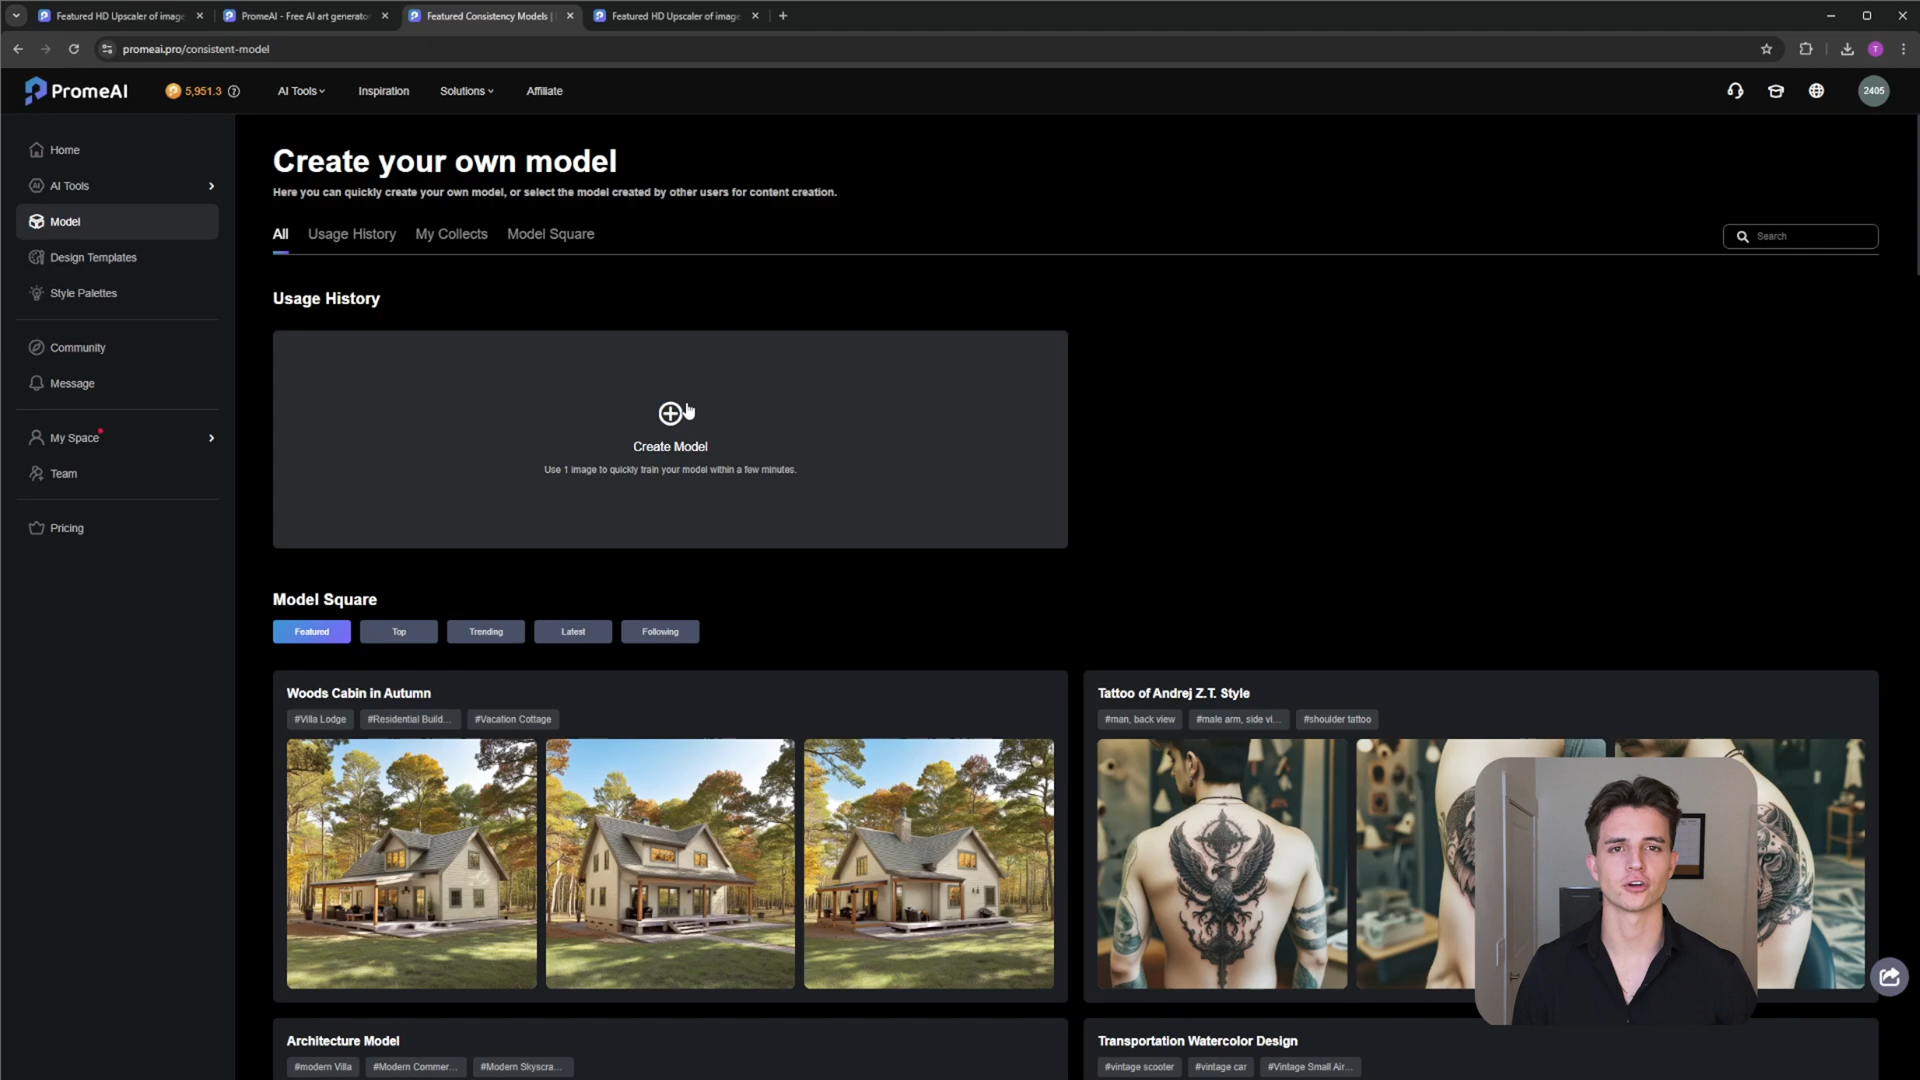 Featured HD Upscaler of image
PromeAI - Free AI art generator
Featured Consistency Models |
Featured HD Upscaler of image
promeai.pro/consistent-model
T
PromeAI
5,951.3
AI Tools
Inspiration
Solutions
Affiliate
2405
Home
AI Tools
Model
Design Templates
Style Palettes
Community
Message
My Space
Team
Pricing
Create your own model
Here you can quickly create your own model, or select the model created by other users for content creation.
All
Usage History
My Collects
Model Square
Search
Usage History
Create Model
Use 1 image to quickly train your model within a few minutes.
Model Square
Featured
Top
Trending
Latest
Following
Woods Cabin in Autumn
#Villa Lodge
#Residential Build...
#Vacation Cottage
Tattoo of Andrej Z.T. Style
#man, back view
#male arm, side vi...
#shoulder tattoo
Architecture Model
#modern Villa
#Modern Commer...
#Modern Skyscra...
Transportation Watercolor Design
#vintage scooter
#vintage car
#Vintage Small Air...